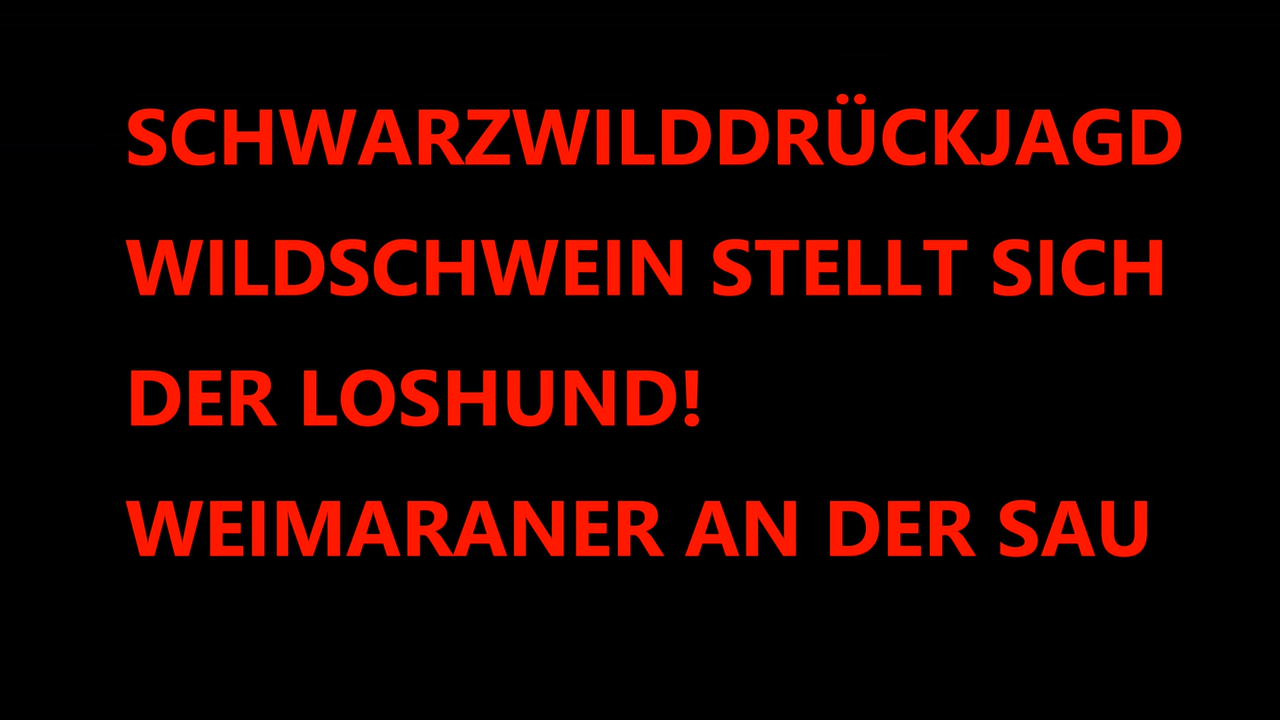 SCHWARZWILDDRÜCKJAGD
WILDSCHWEIN STELLT SICH
DER LOSHUND!
WEIMARANER AN DER SAU